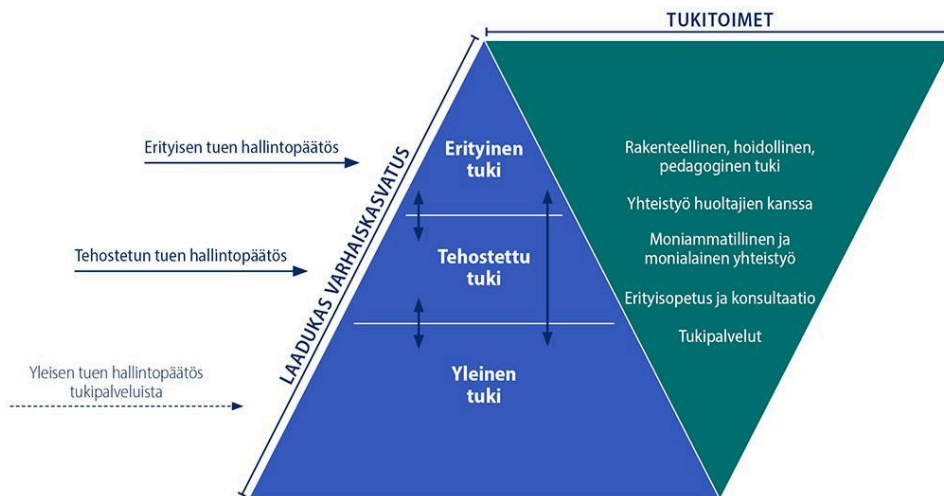 TUKITOIMET
LAADUKAS VARHAISKASVATUS
Erityisen tuen hallintopäätös
Tehostetun tuen hallintopäätös
Yleisen tuen hallintopäätös
tukipalveluista
Erityinen
tuki
Tehostettu
tuki
Yleinen
tuki
Rakenteellinen, hoidollinen,
pedagoginen tuki
Yhteistyö huoltajien kanssa
Moniammatillinen ja
monialainen yhteistyö
Erityisopetus ja konsultaatio
Tukipalvelut